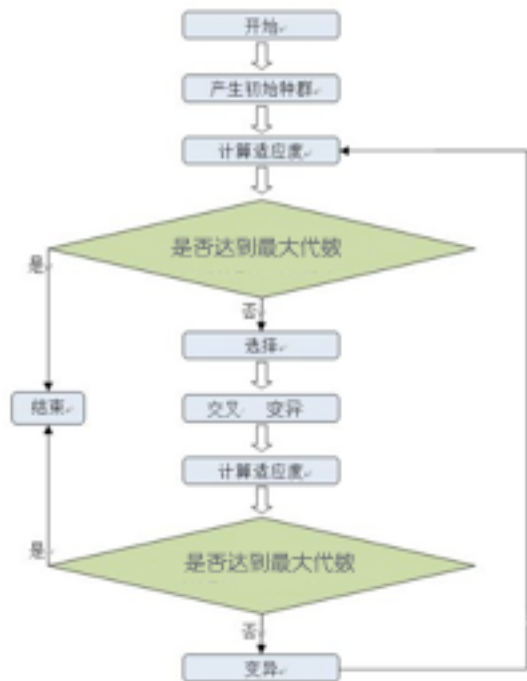 开始
产生初始种群
计算适应度
是否达到最大代数
是
否
选择
结束
交叉 变异
计算适应度
是否达到最大代数
是
否
变异